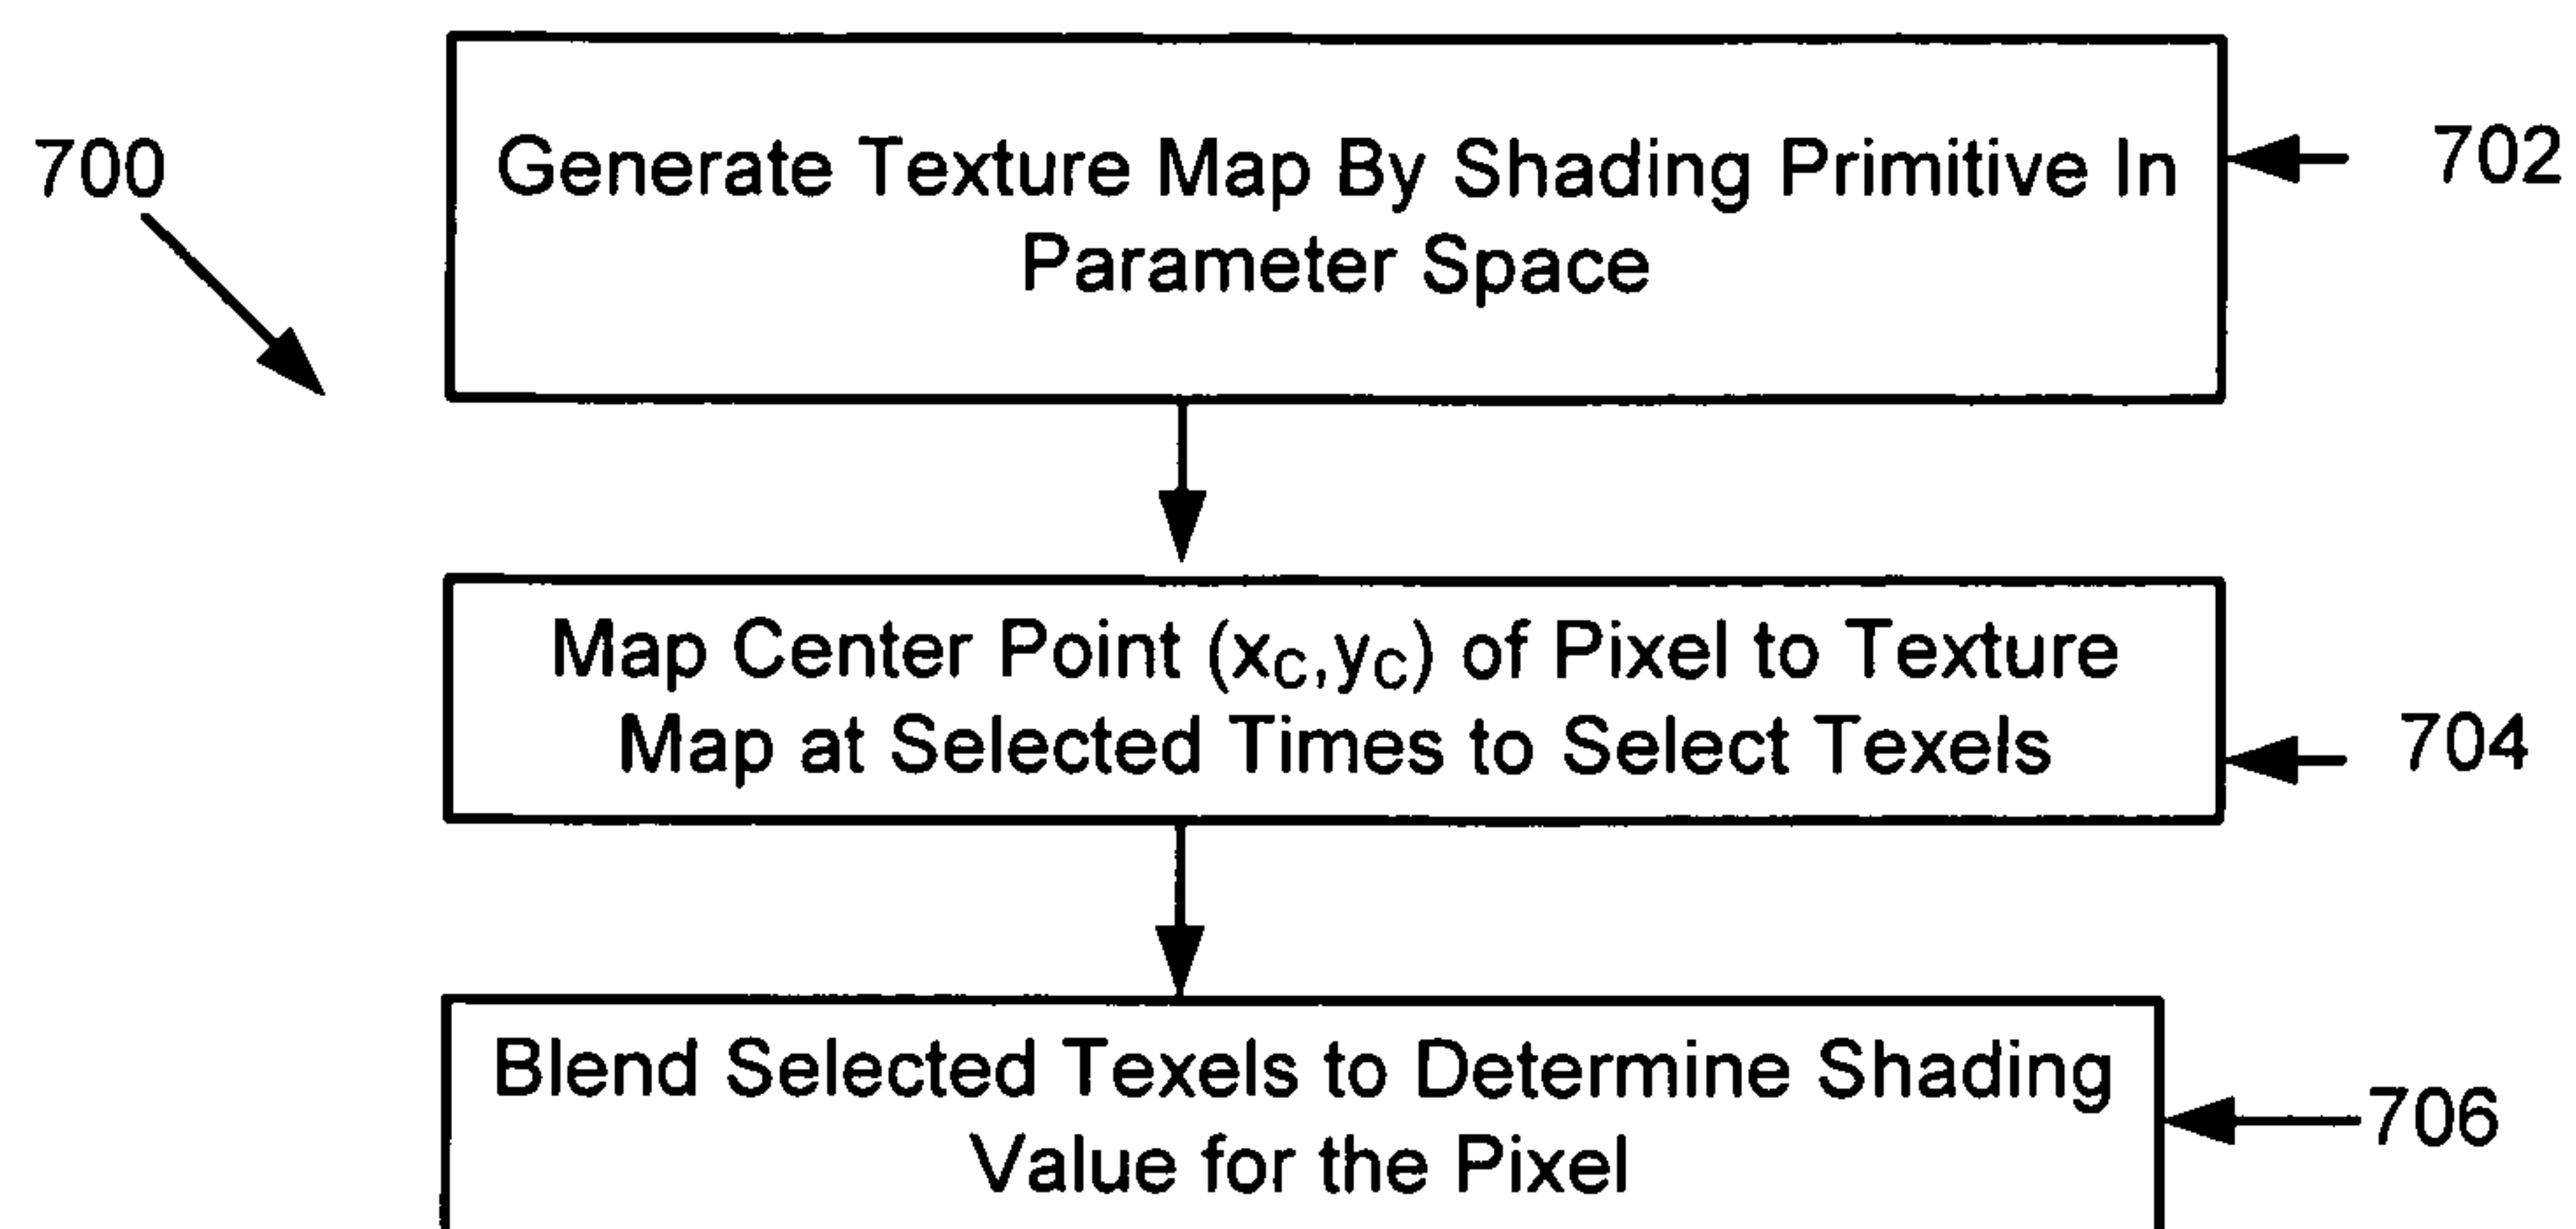 700
Generate Texture Map By Shading Primitive In
Parameter Space
702
Map Center Point (xC,yC) of Pixel to Texture
Map at Selected Times to Select Texels
704
Blend Selected Texels to Determine Shading
Value for the Pixel
706